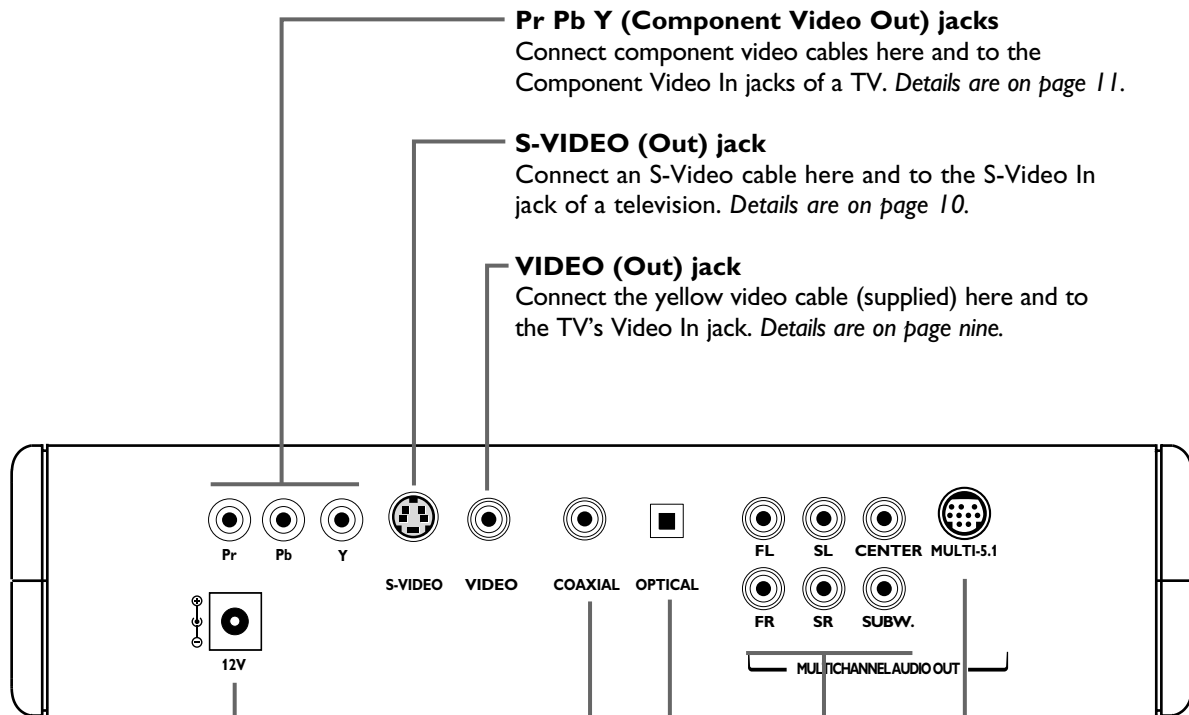 Pr Pb Y (Component Video Out) jacks
Connect component video cables here and to the
Component Video In jacks of a TV. Details are on page 11.
S-VIDEO (Out) jack
Connect an S-Video cable here and to the S-Video In
jack of a television. Details are on page 10.
VIDEO (Out) jack
Connect the yellow video cable (supplied) here and to
the TV's Video In jack. Details are on page nine.
Pr Pb Y
S-VIDEO VIDEO COAXIAL OPTICAL
FL SL CENTER MULTI-5.1
FR SR SUBW.
12V
MULTICHANNEL AUDIO OUT